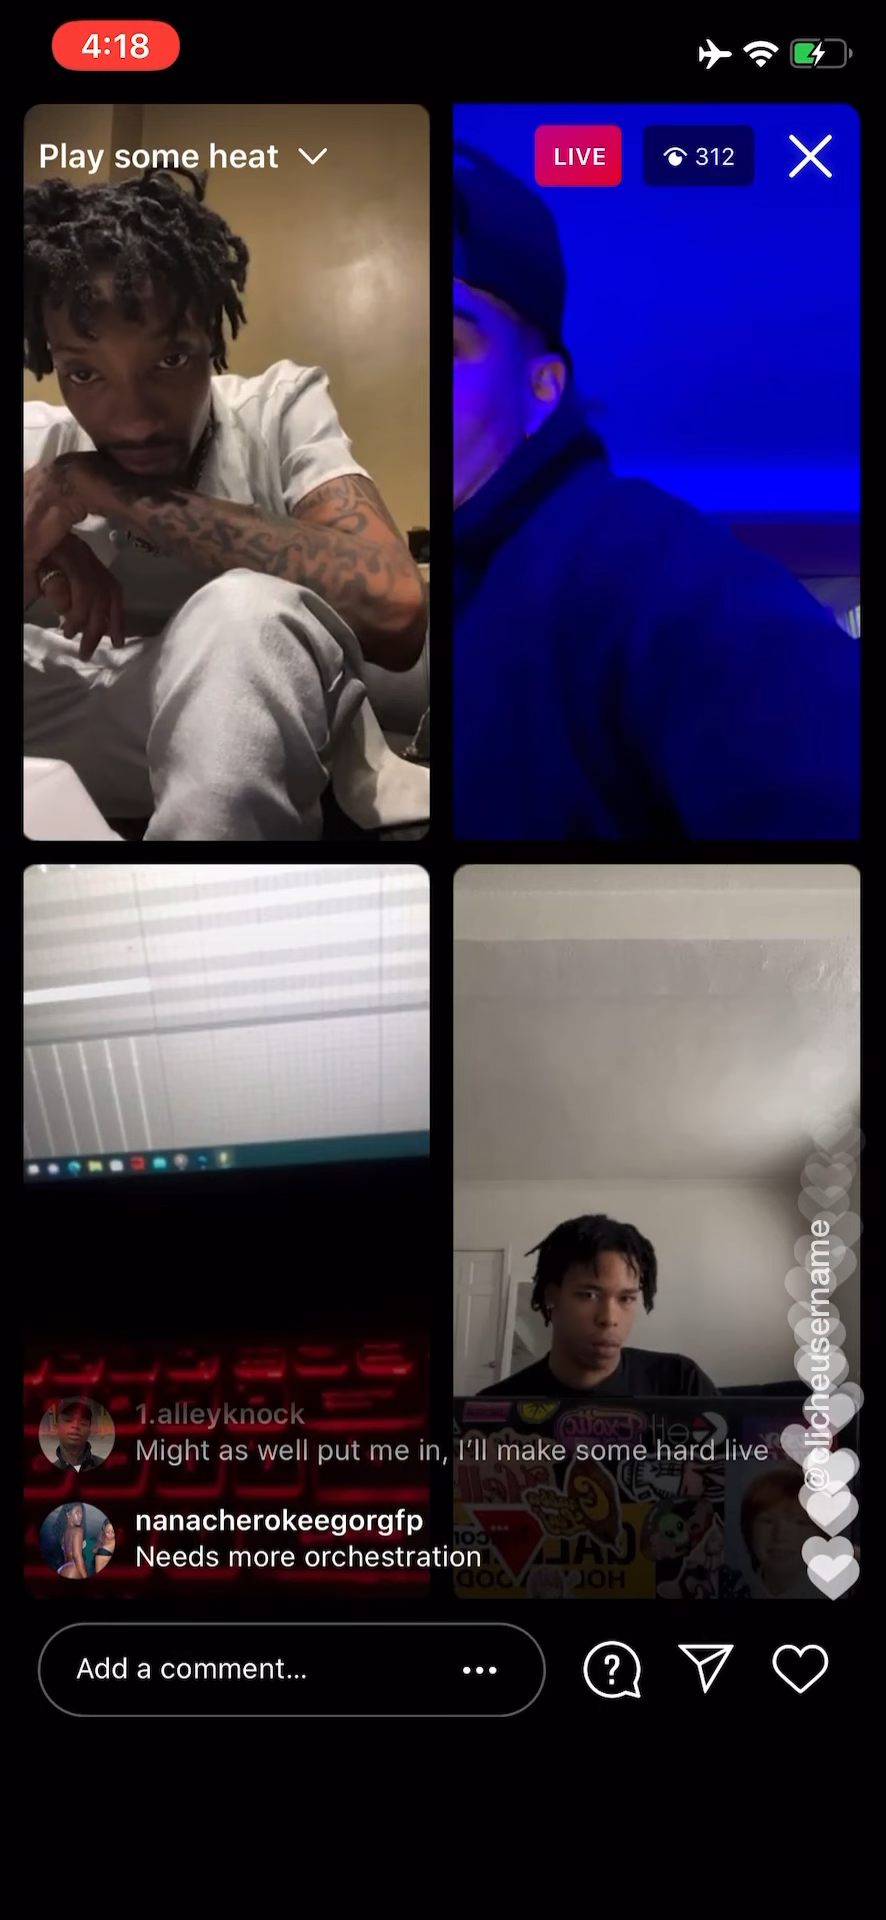 4:18
Play some heat
LIVE
312
@clicheusername
1.alleyknock
Might as well put me in, I’ll make some hard live
nanacherokeegorgfp
Needs more orchestration
Add a comment...